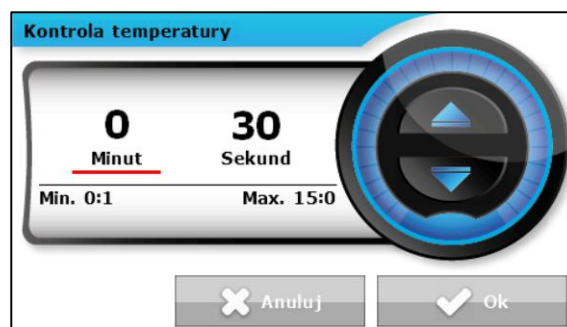 Kontrola temperatury
0 30
Minut Sekund
Min. 0:1 Max. 15:0
Anuluj Ok